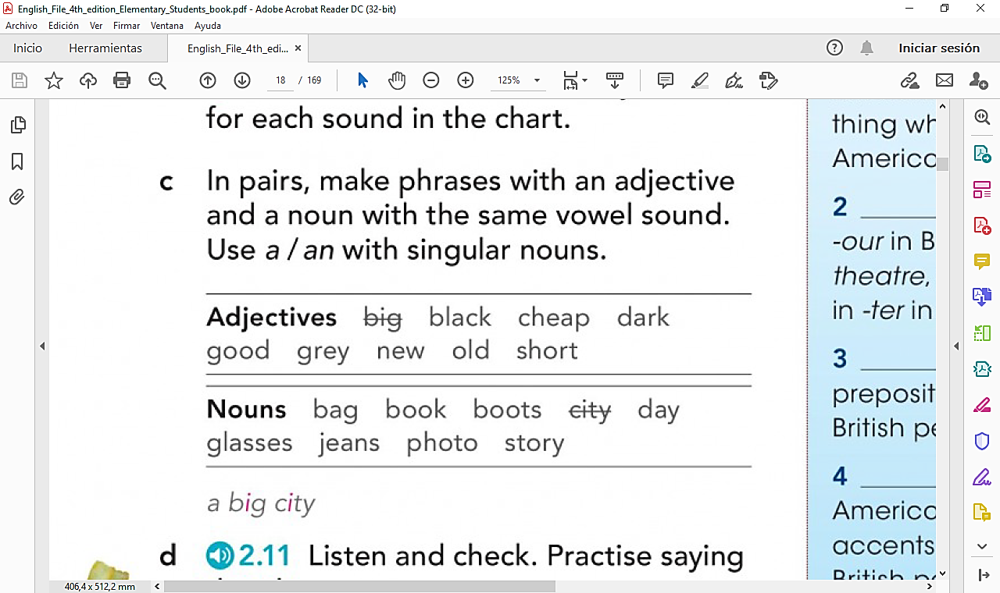 English_File_4th_edition_Elementary_Students_book.pdf - Adobe Acrobat Reader DC (32-bit)
Archivo Edición Ver Firmar Ventana Ayuda
Inicio Herramientas English_File_4th_edi... × Iniciar sesión
18 / 169 125%
for each sound in the chart.
c In pairs, make phrases with an adjective
and a noun with the same vowel sound.
Use a / an with singular nouns.
Adjectives big black cheap dark
good grey new old short
Nouns bag book boots city day
glasses jeans photo story
a big city
d 2.11 Listen and check. Practise saying
thing wh
America
2 ______
-our in B
theatre,
in -ter in
3 ______
preposit
British pe
4 ______
America
accents
406,4 x 512,2 mm